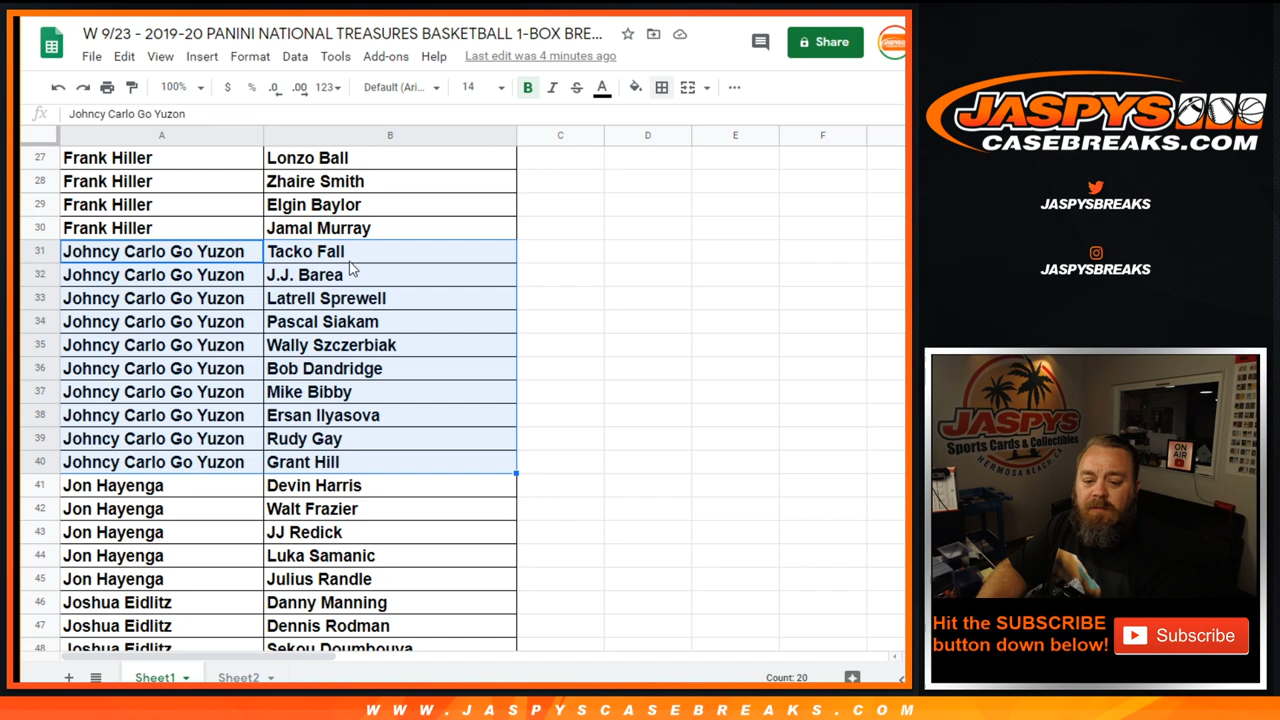 W 9/23 - 2019-20 PANINI NATIONAL TREASURES BASKETBALL 1-BOX BRE...
File Edit View Insert Format Data Tools Add-ons Help Last edit was 4 minutes ago
Share
100% $ % .0 .00 123 Default (Ari... 14 B I S A
fx Johncy Carlo Go Yuzon
A B C D E F
27 Frank Hiller Lonzo Ball
28 Frank Hiller Zhaire Smith
29 Frank Hiller Elgin Baylor
30 Frank Hiller Jamal Murray
31 Johncy Carlo Go Yuzon Tacko Fall
32 Johncy Carlo Go Yuzon J.J. Barea
33 Johncy Carlo Go Yuzon Latrell Sprewell
34 Johncy Carlo Go Yuzon Pascal Siakam
35 Johncy Carlo Go Yuzon Wally Szczerbiak
36 Johncy Carlo Go Yuzon Bob Dandridge
37 Johncy Carlo Go Yuzon Mike Bibby
38 Johncy Carlo Go Yuzon Ersan Ilyasova
39 Johncy Carlo Go Yuzon Rudy Gay
40 Johncy Carlo Go Yuzon Grant Hill
41 Jon Hayenga Devin Harris
42 Jon Hayenga Walt Frazier
43 Jon Hayenga JJ Redick
44 Jon Hayenga Luka Samanic
45 Jon Hayenga Julius Randle
46 Joshua Eidlitz Danny Manning
47 Joshua Eidlitz Dennis Rodman
48 Joshua Eidlitz Sekou Doumbouya
Sheet1 Sheet2 Count: 20
JASPYS
CASEBREAKS.COM
JASPYSBREAKS
JASPYSBREAKS
JASPYS
Sports Cards & Collectibles
HERMOSA BEACH, CA
ON AIR
Hit the SUBSCRIBE
button down below!
Subscribe
WWW.JASPYSCASEBREAKS.COM